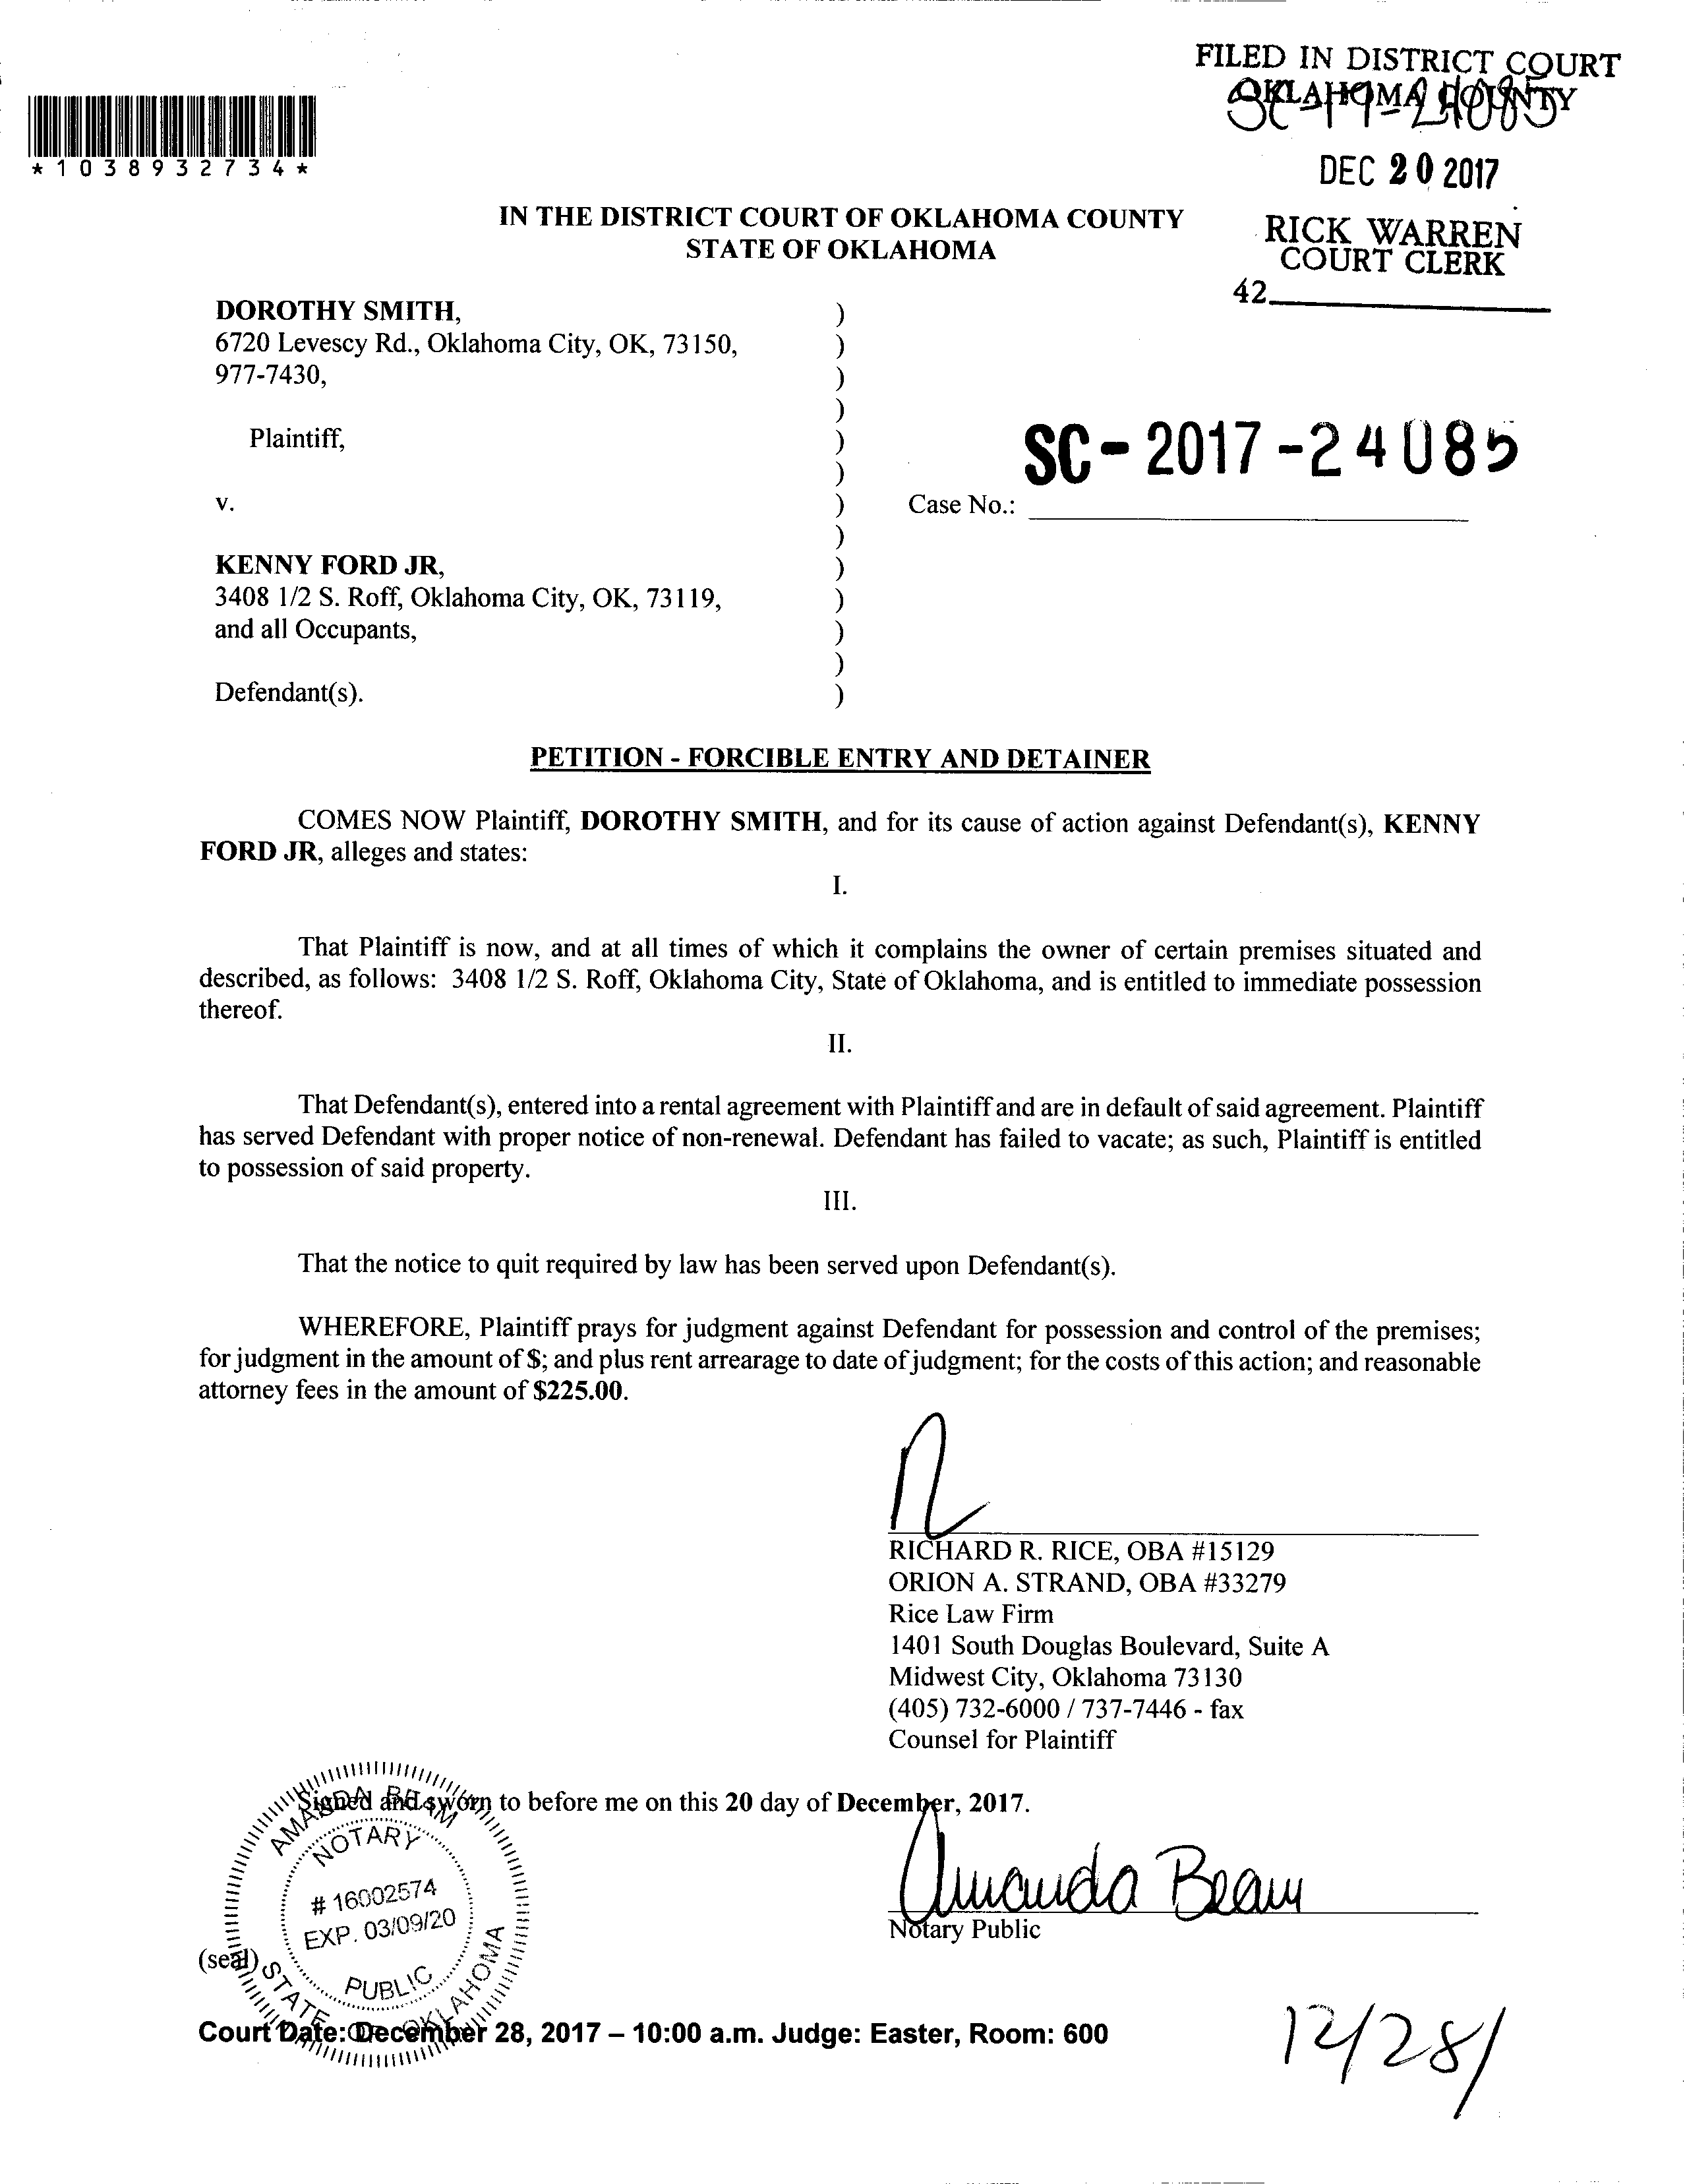 FILED IN DISTRICT COURT
OKLAHOMA COUNTY
DEC 20 2017
RICK WARREN
COURT CLERK
42
*1038932734*
IN THE DISTRICT COURT OF OKLAHOMA COUNTY
STATE OF OKLAHOMA
DOROTHY SMITH,
6720 Levescy Rd., Oklahoma City, OK, 73150,
977-7430,
Plaintiff,
v.
KENNY FORD JR,
3408 1/2 S. Roff, Oklahoma City, OK, 73119,
and all Occupants,
Defendant(s).
)
)
)
)
)
)
)
)
)
)
)
)
)
SC-2017-24085
Case No.:
PETITION - FORCIBLE ENTRY AND DETAINER
COMES NOW Plaintiff, DOROTHY SMITH, and for its cause of action against Defendant(s), KENNY
FORD JR, alleges and states:
I.
That Plaintiff is now, and at all times of which it complains the owner of certain premises situated and
described, as follows: 3408 1/2 S. Roff, Oklahoma City, State of Oklahoma, and is entitled to immediate possession
thereof.
II.
That Defendant(s), entered into a rental agreement with Plaintiff and are in default of said agreement. Plaintiff
has served Defendant with proper notice of non-renewal. Defendant has failed to vacate; as such, Plaintiff is entitled
to possession of said property.
III.
That the notice to quit required by law has been served upon Defendant(s).
WHEREFORE, Plaintiff prays for judgment against Defendant for possession and control of the premises;
for judgment in the amount of $; and plus rent arrearage to date of judgment; for the costs of this action; and reasonable
attorney fees in the amount of $225.00.
RICHARD R. RICE, OBA #15129
ORION A. STRAND, OBA #33279
Rice Law Firm
1401 South Douglas Boulevard, Suite A
Midwest City, Oklahoma 73130
(405) 732-6000 / 737-7446 - fax
Counsel for Plaintiff
Signed and sworn to before me on this 20 day of December, 2017.
AMANDA BEAM
NOTARY
# 16002574
EXP. 03/09/20
PUBLIC
STATE OF OKLAHOMA
Amanda Beam
Notary Public
(seal)
Court Date: December 28, 2017 – 10:00 a.m. Judge: Easter, Room: 600
12/28/